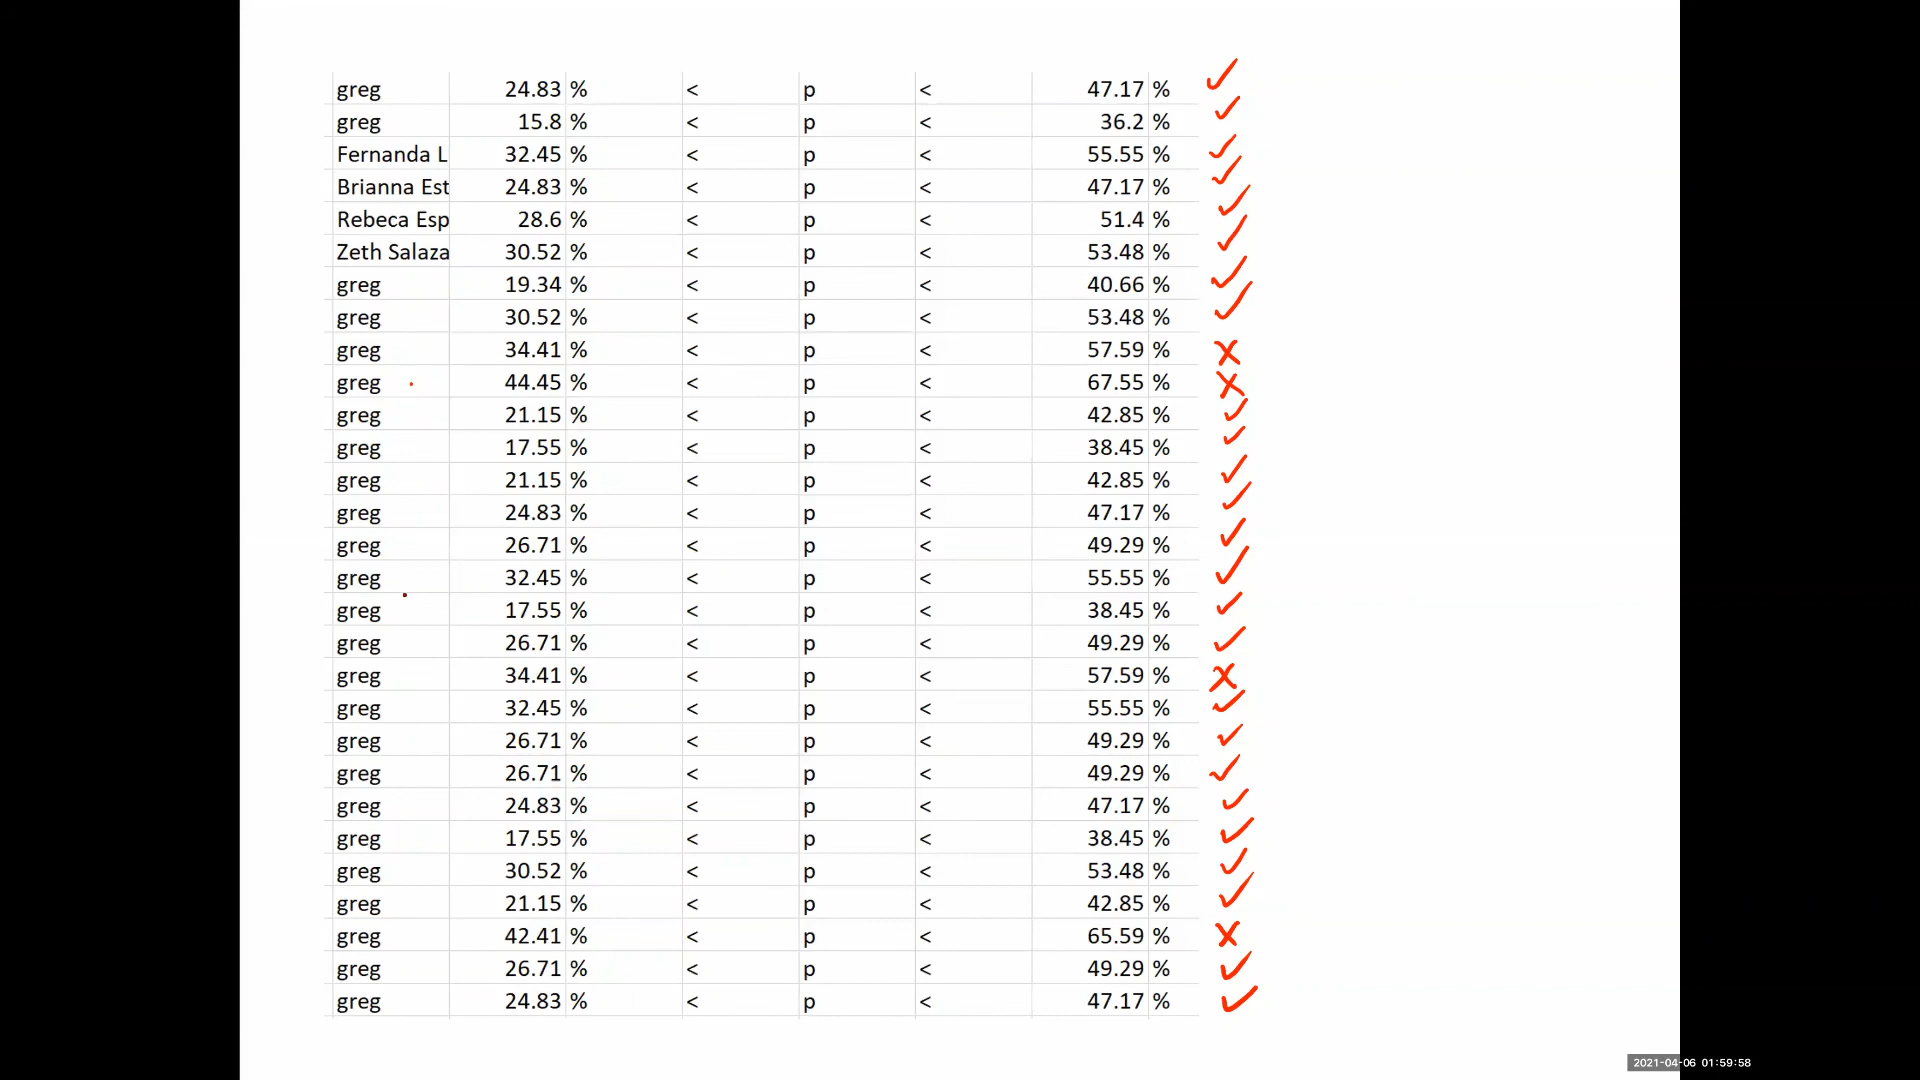 greg 24.83 % < p < 47.17 % ✓
greg 15.8 % < p < 36.2 % ✓
Fernanda L 32.45 % < p < 55.55 % ✓
Brianna Est 24.83 % < p < 47.17 % ✓
Rebeca Esp 28.6 % < p < 51.4 % ✓
Zeth Salaza 30.52 % < p < 53.48 % ✓
greg 19.34 % < p < 40.66 % ✓
greg 30.52 % < p < 53.48 % ✓
greg 34.41 % < p < 57.59 % X
greg 44.45 % < p < 67.55 % X
greg 21.15 % < p < 42.85 % ✓
greg 17.55 % < p < 38.45 % ✓
greg 21.15 % < p < 42.85 % ✓
greg 24.83 % < p < 47.17 % ✓
greg 26.71 % < p < 49.29 % ✓
greg 32.45 % < p < 55.55 % ✓
greg 17.55 % < p < 38.45 % ✓
greg 26.71 % < p < 49.29 % ✓
greg 34.41 % < p < 57.59 % X
greg 32.45 % < p < 55.55 % ✓
greg 26.71 % < p < 49.29 % ✓
greg 26.71 % < p < 49.29 % ✓
greg 24.83 % < p < 47.17 % ✓
greg 17.55 % < p < 38.45 % ✓
greg 30.52 % < p < 53.48 % ✓
greg 21.15 % < p < 42.85 % ✓
greg 42.41 % < p < 65.59 % X
greg 26.71 % < p < 49.29 % ✓
greg 24.83 % < p < 47.17 % ✓
2021-04-06 01:59:58